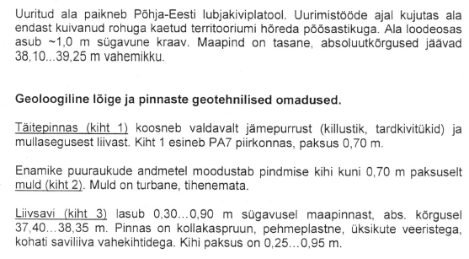 Uuritud ala paikneb Põhja-Eesti lubjakiviplatool. Uurimistööde ajal kujutas ala
endast kuivanud rohuga kaetud territooriumi hõreda põõsastikuga. Ala loodeosas
asub ~1,0 m sügavune kraav. Maapind on tasane, absoluutkõrgused jäävad
38,10...39,25 m vahemikku.
Geoloogiline lõige ja pinnaste geotehnilised omadused.
Täitepinnas (kiht 1) koosneb valdavalt jämepurrust (killustik, tardkivitükid) ja
mullasegusest liivast. Kiht 1 esineb PA7 piirkonnas, paksus 0,70 m.
Enamike puuraukude andmetel moodustab pindmise kihi kuni 0,70 m paksuselt
muld (kiht 2). Muld on turbane, tihenemata.
Liivsavi (kiht 3) lasub 0,30...0,90 m sügavusel maapinnast, abs. kõrgusel
37,40...38,35 m. Pinnas on kollakaspruun, pehmeplastne, üksikute veeristega,
kohati saviliiva vahekihtidega. Kihi paksus on 0,25...0,95 m.